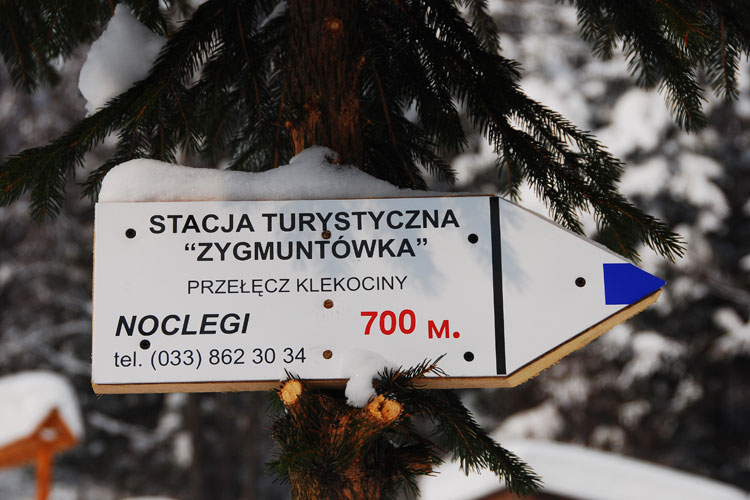 STACJA TURYSTYCZNA
“ZYGMUNTÓWKA”
PRZEŁĘCZ KLEKOCINY
NOCLEGI 700 M.
tel. (033) 862 30 34